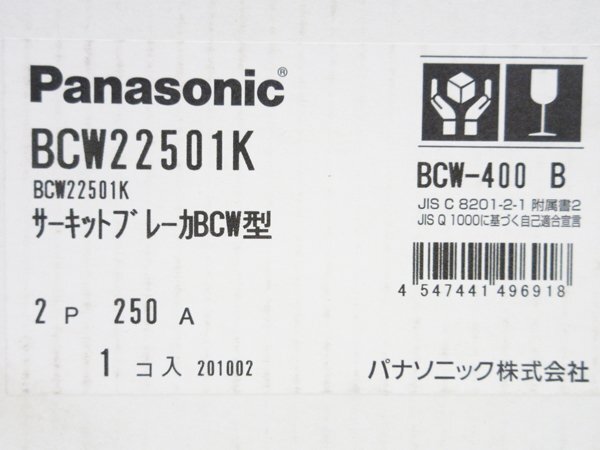 Panasonic®
BCW22501K
BCW22501K
サーキットブレーカBCW型
2 P 250 A
1 コ入 201002
BCW-400 B
JIS C 8201-2-1 附属書2
JIS Q 1000に基づく自己適合宣言
4 547441 496918
パナソニック株式会社